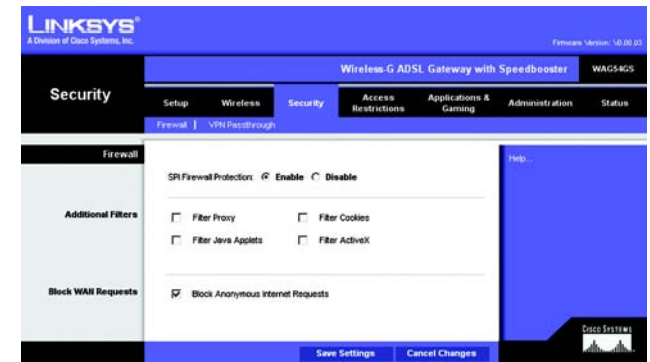 LINKSYS®
A Division of Cisco Systems, Inc.
Firmware Version: V0.00.03
Wireless-G ADSL Gateway with Speedbooster WAG54GS
Security
Setup Wireless Security Access Restrictions Applications & Gaming Administration Status
Firewall | VPN Passthrough
Firewall
Help...
SPI Firewall Protection: Enable Disable
Additional Filters
Filter Proxy Filter Cookies
Filter Java Applets Filter ActiveX
Block WAN Requests
Block Anonymous Internet Requests
Save Settings Cancel Changes
CISCO SYSTEMS